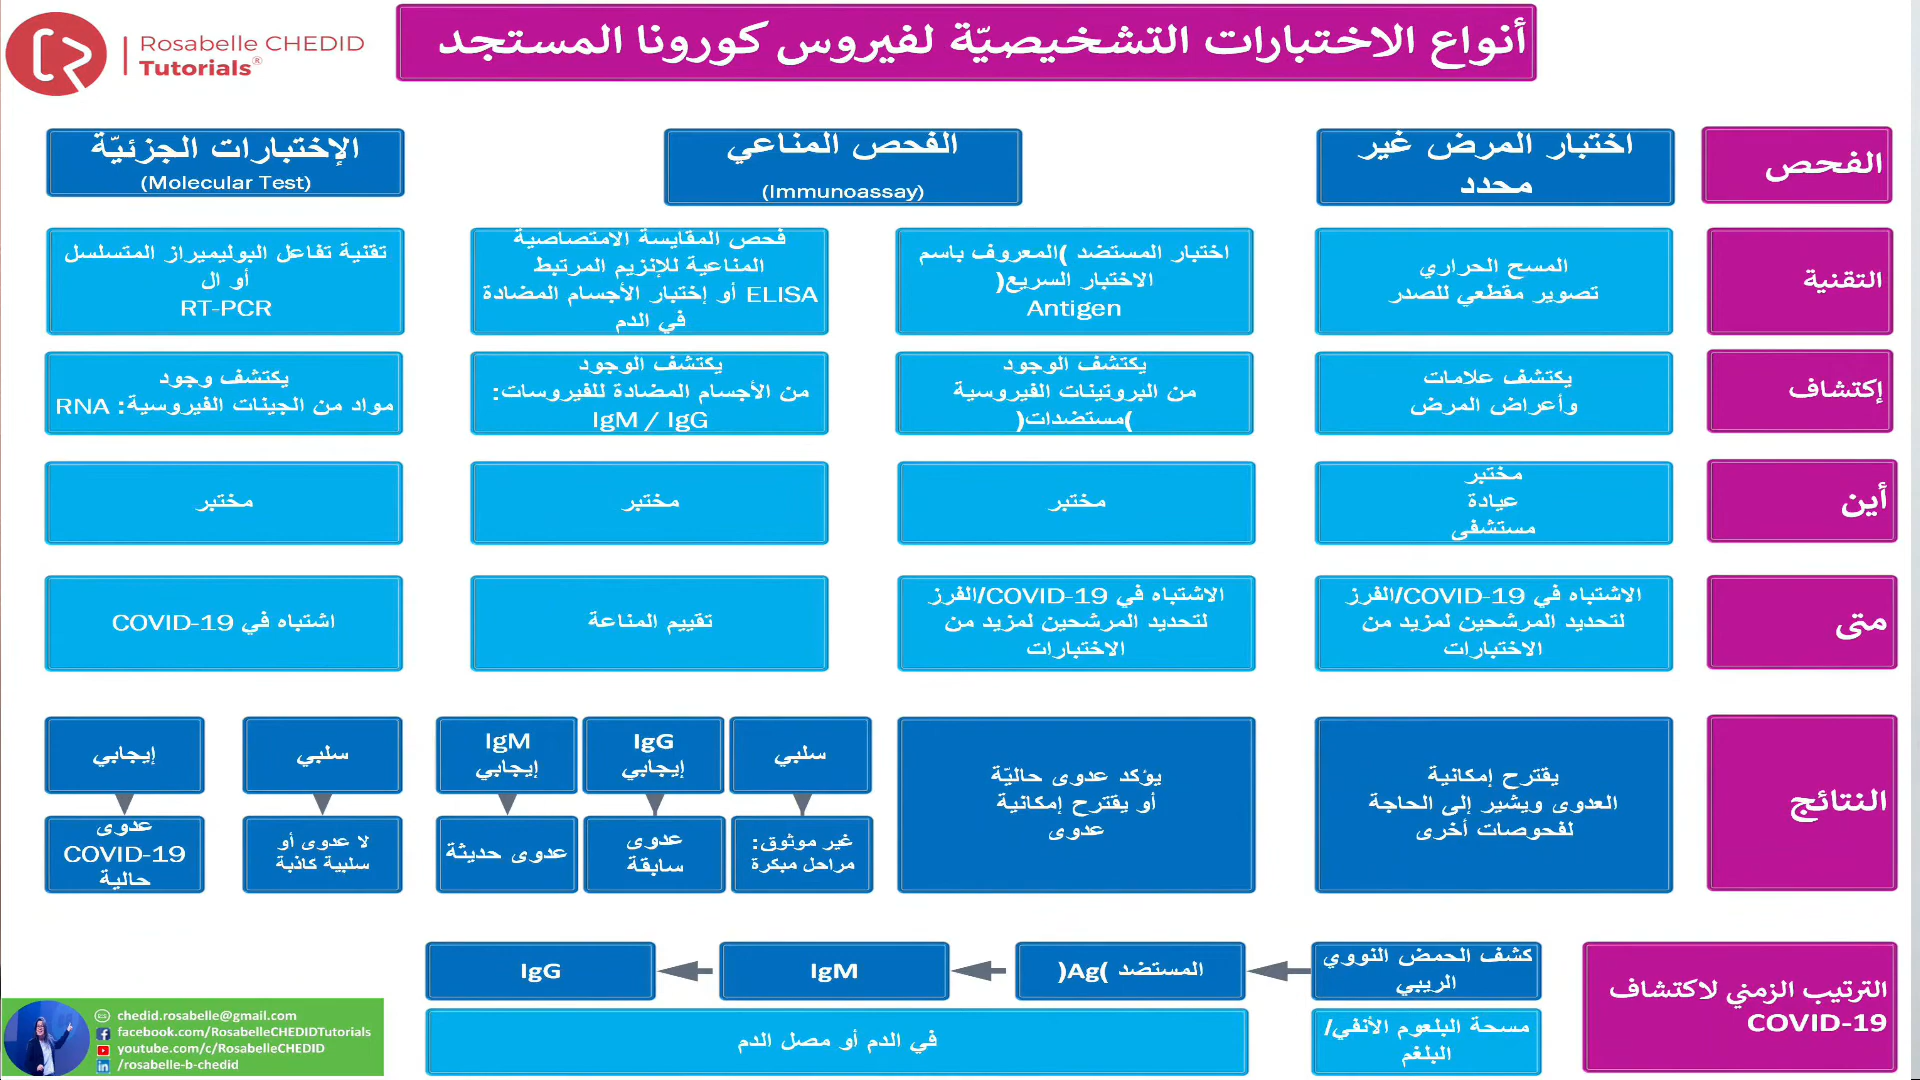 Rosabelle CHEDID
Tutorials®
أنواع الاختبارات التشخيصيّة لفيروس كورونا المستجد
الفحص
اختبار المرض غير
محدد
الفحص المناعي
(Immunoassay)
الإختبارات الجزئيّة
(Molecular Test)
التقنية
المسح الحراري
تصوير مقطعي للصدر
اختبار المستضد )المعروف باسم
الاختبار السريع(
Antigen
فحص المقايسة الامتصاصية
المناعية للإنزيم المرتبط
ELISA أو إختبار الأجسام المضادة
في الدم
تقنية تفاعل البوليميراز المتسلسل
أو ال
RT-PCR
إكتشاف
يكتشف علامات
وأعراض المرض
يكتشف الوجود
من البروتينات الفيروسية
)مستضدات(
يكتشف الوجود
من الأجسام المضادة للفيروسات:
IgM / IgG
يكتشف وجود
مواد من الجينات الفيروسية: RNA
أين
مختبر
عيادة
مستشفى
مختبر
مختبر
مختبر
متى
الاشتباه في COVID-19/الفرز
لتحديد المرشحين لمزيد من
الاختبارات
الاشتباه في COVID-19/الفرز
لتحديد المرشحين لمزيد من
الاختبارات
تقييم المناعة
اشتباه في COVID-19
النتائج
يقترح إمكانية
العدوى ويشير إلى الحاجة
لفحوصات أخرى
يؤكد عدوى حاليّة
أو يقترح إمكانية
عدوى
سلبي
غير موثوق:
مراحل مبكرة
IgG
إيجابي
عدوى
سابقة
IgM
إيجابي
عدوى حديثة
سلبي
لا عدوى أو
سلبية كاذبة
إيجابي
عدوى
COVID-19
حالية
الترتيب الزمني لاكتشاف
COVID-19
كشف الحمض النووي
الريبي
المستضد )Ag(
IgM
IgG
مسحة البلعوم الأنفي/
البلغم
في الدم أو مصل الدم
chedid.rosabelle@gmail.com
facebook.com/RosabelleCHEDIDTutorials
youtube.com/c/RosabelleCHEDID
/rosabelle-b-chedid